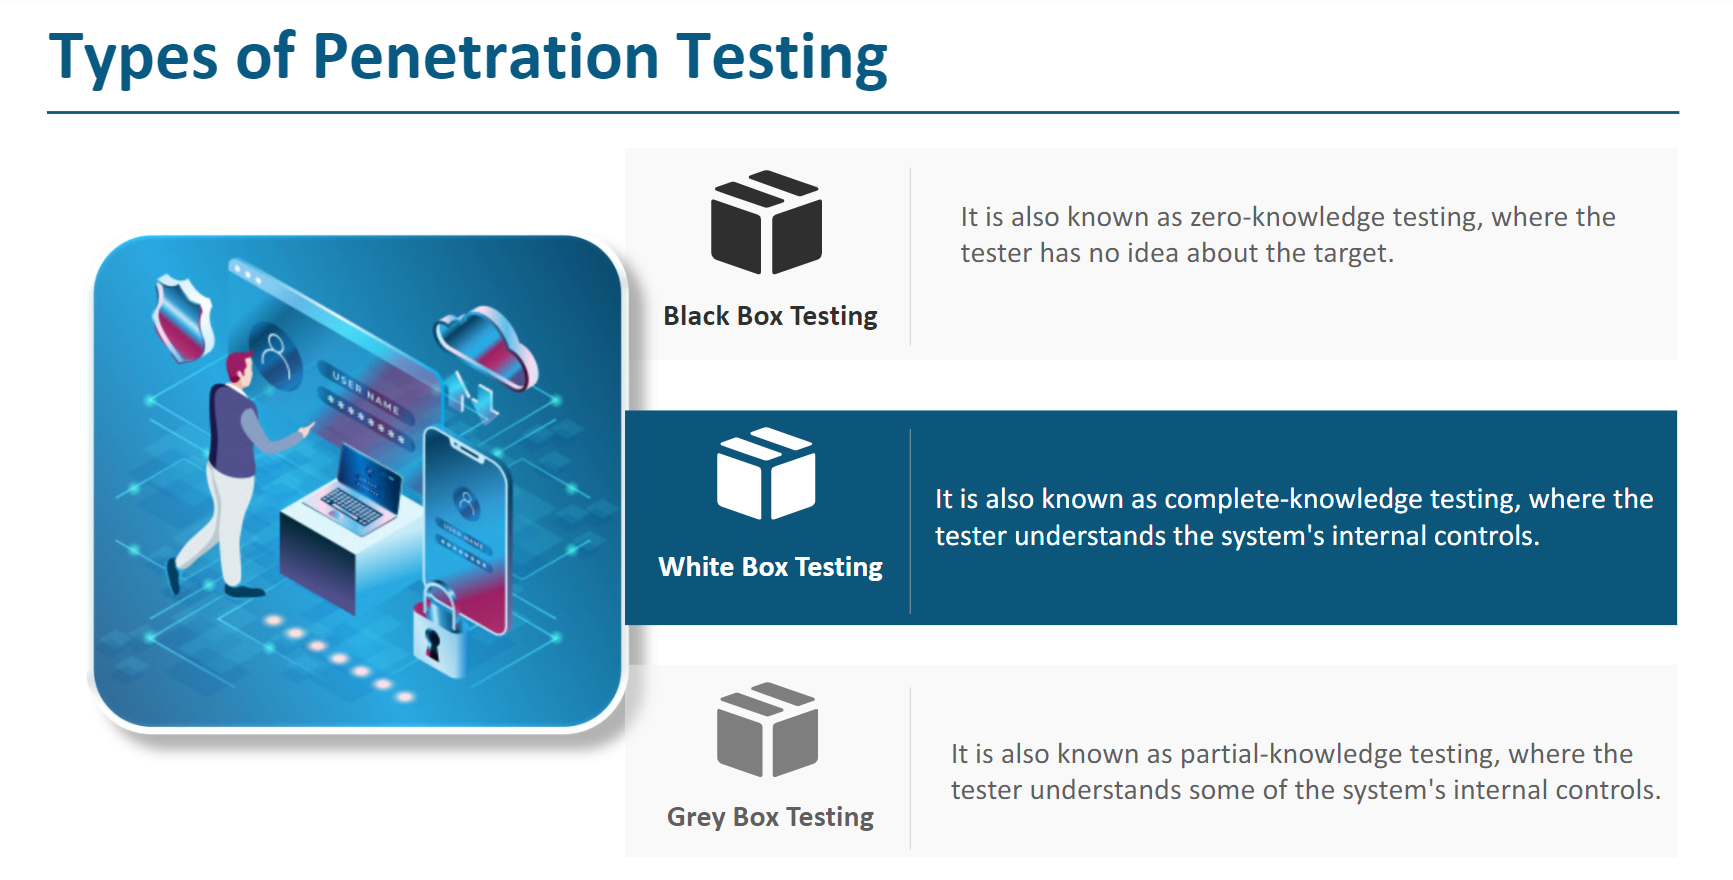 Types of Penetration Testing
Black Box Testing
It is also known as zero-knowledge testing, where the
tester has no idea about the target.
USER NAME
********
USER NAME
********
White Box Testing
It is also known as complete-knowledge testing, where the
tester understands the system's internal controls.
Grey Box Testing
It is also known as partial-knowledge testing, where the
tester understands some of the system's internal controls.